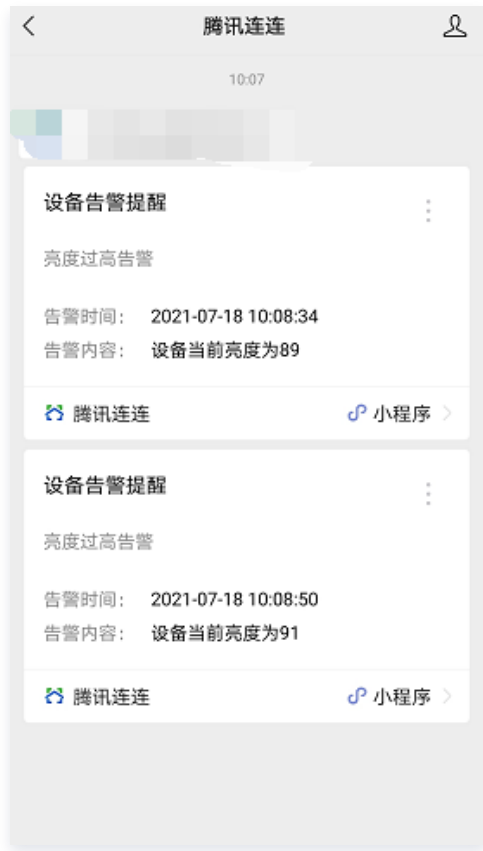 腾讯连连
10:07
设备告警提醒
亮度过高告警
告警时间： 2021-07-18 10:08:34
告警内容： 设备当前亮度为89
腾讯连连 小程序
设备告警提醒
亮度过高告警
告警时间： 2021-07-18 10:08:50
告警内容： 设备当前亮度为91
腾讯连连 小程序